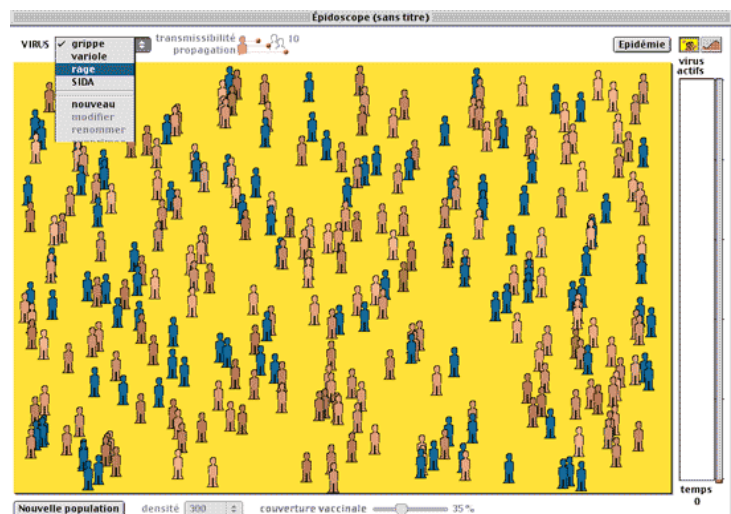 Épidoscope (sans titre)
VIRUS ✓ grippe
variole
rage
SIDA
nouveau
modifier
renommer
transmissibilité
propagation
10
Epidémie
virus
actifs
temps
0
Nouvelle population densité 300 couverture vaccinale 35%